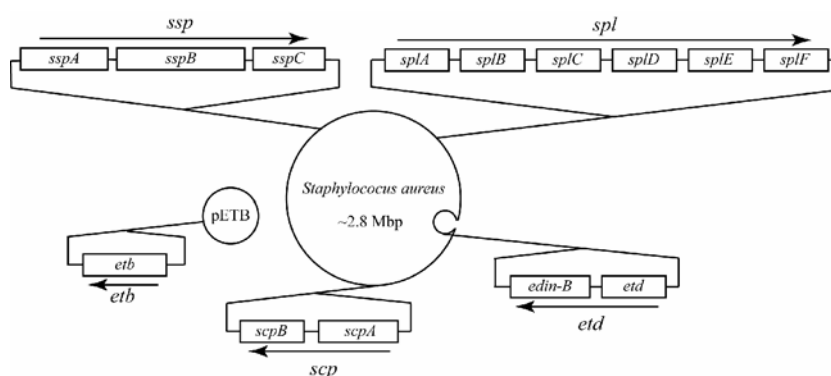 ssp
sspA sspB sspC
spl
splA splB splC splD splE splF
Staphylococus aureus
~2.8 Mbp
pETB
etb
etb
edin-B etd
etd
scpB scpA
scp